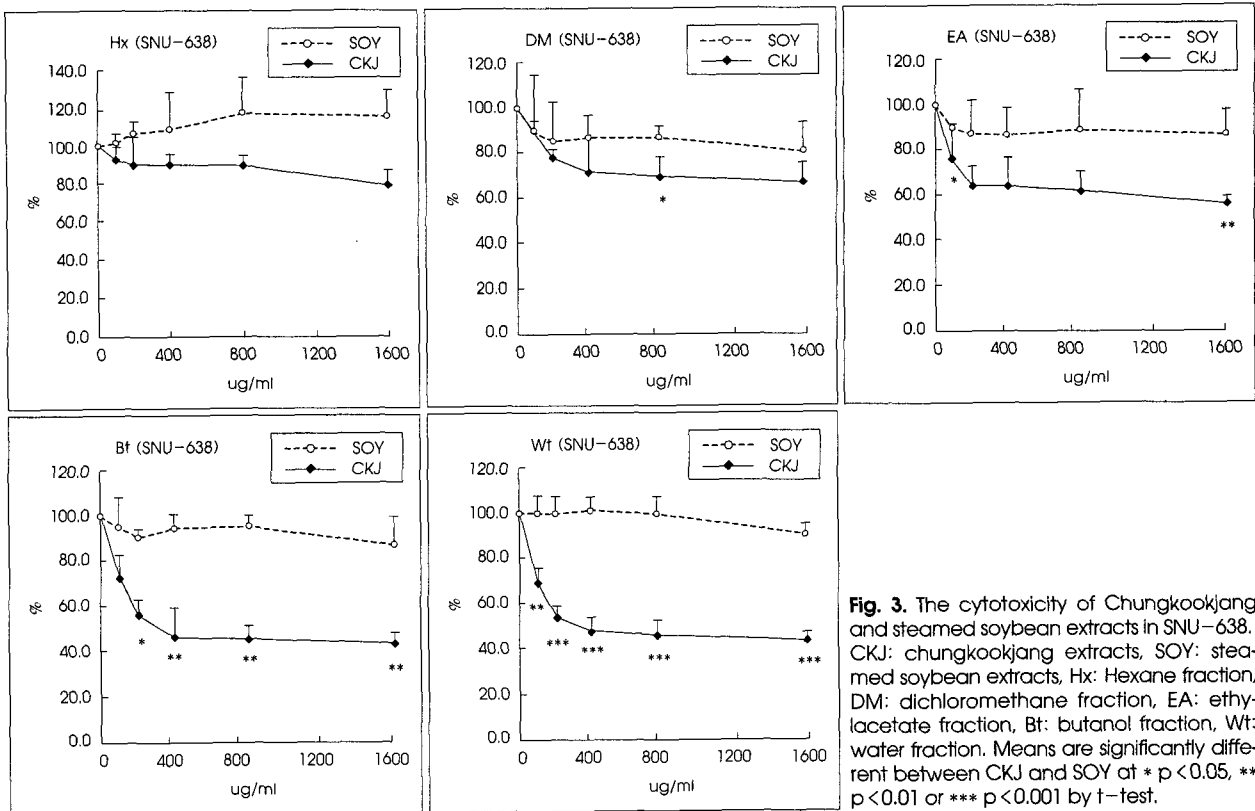 Hx (SNU-638)
SOY
CKJ
140.0
120.0
100.0
80.0
60.0
40.0
20.0
0.0
%
0 400 800 1200 1600
ug/ml
DM (SNU-638)
SOY
CKJ
120.0
100.0
80.0
60.0
40.0
20.0
0.0
%
*
0 400 800 1200 1600
ug/ml
EA (SNU-638)
SOY
CKJ
120.0
100.0
80.0
60.0
40.0
20.0
0.0
%
*
**
0 400 800 1200 1600
ug/ml
Bt (SNU-638)
SOY
CKJ
120.0
100.0
80.0
60.0
40.0
20.0
0.0
%
* ** ** **
0 400 800 1200 1600
ug/ml
Wt (SNU-638)
SOY
CKJ
120.0
100.0
80.0
60.0
40.0
20.0
0.0
%
** *** *** *** ***
0 400 800 1200 1600
ug/ml
Fig. 3. The cytotoxicity of Chungkookjang
and steamed soybean extracts in SNU-638.
CKJ: chungkookjang extracts, SOY: stea-
med soybean extracts, Hx: Hexane fraction,
DM: dichloromethane fraction, EA: ethy-
lacetate fraction, Bt: butanol fraction, Wt:
water fraction. Means are significantly diffe-
rent between CKJ and SOY at * p<0.05, **
p<0.01 or *** p<0.001 by t-test.